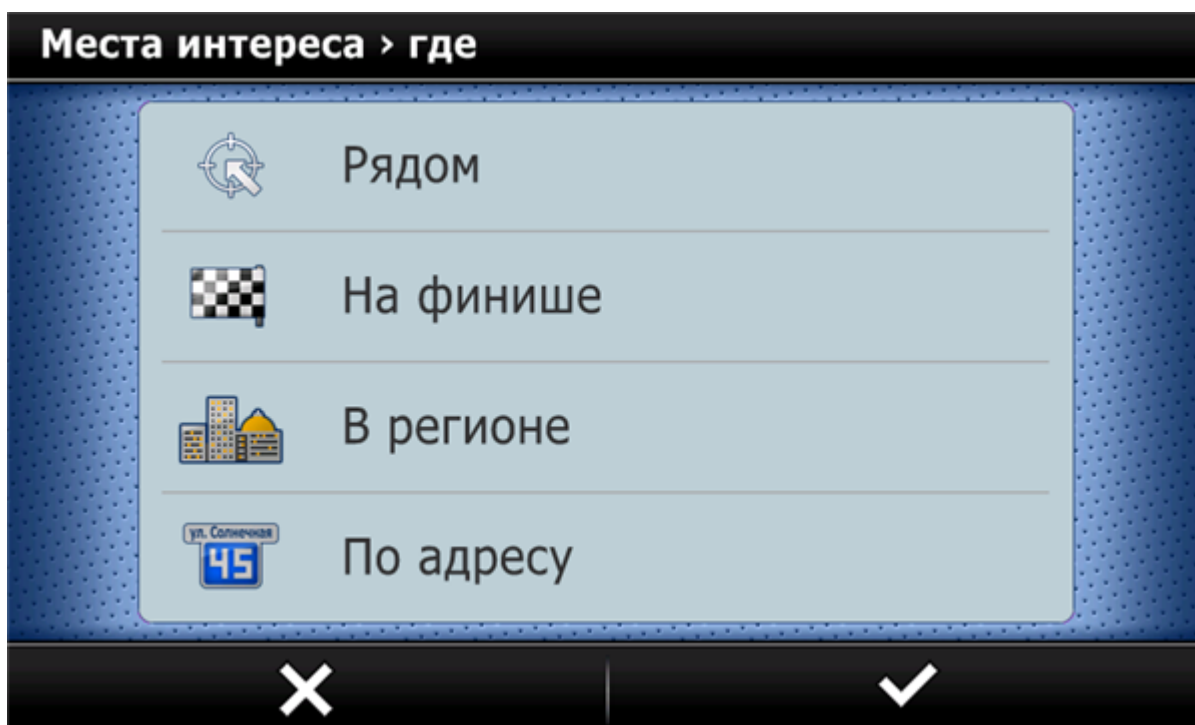 Места интереса › где
Рядом
На финише
В регионе
ул. Солнечная
45
По адресу